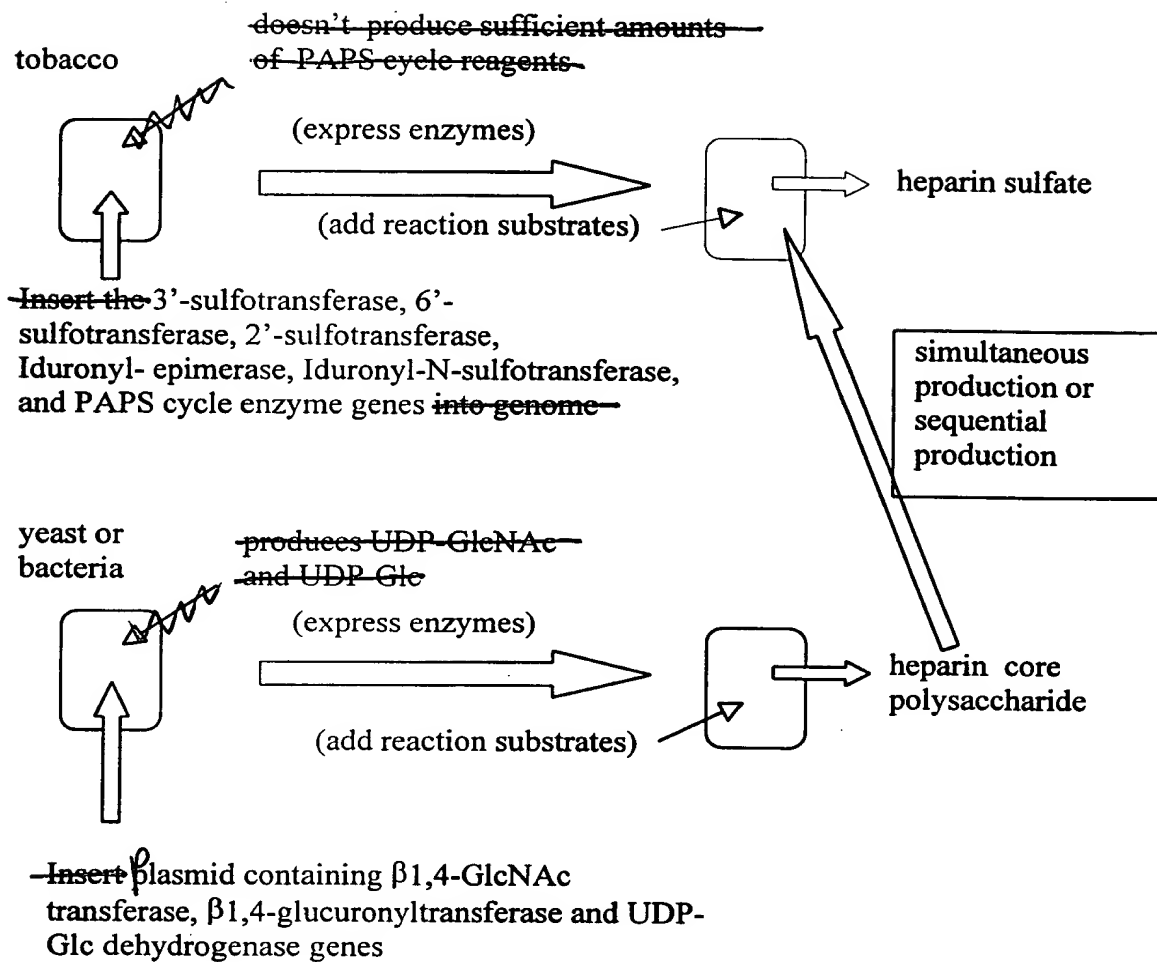 doesn't produce sufficient amounts
of PAPS cycle reagents
tobacco
(express enzymes)
(add reaction substrates)
heparin sulfate
Insert the 3'-sulfotransferase, 6'-
sulfotransferase, 2'-sulfotransferase,
Iduronyl- epimerase, Iduronyl-N-sulfotransferase,
and PAPS cycle enzyme genes into genome
simultaneous
production or
sequential
production
yeast or
bacteria
produces UDP-GlcNAc
and UDP-Glc
(express enzymes)
(add reaction substrates)
heparin core
polysaccharide
Insert plasmid containing β1,4-GlcNAc
transferase, β1,4-glucuronyltransferase and UDP-
Glc dehydrogenase genes